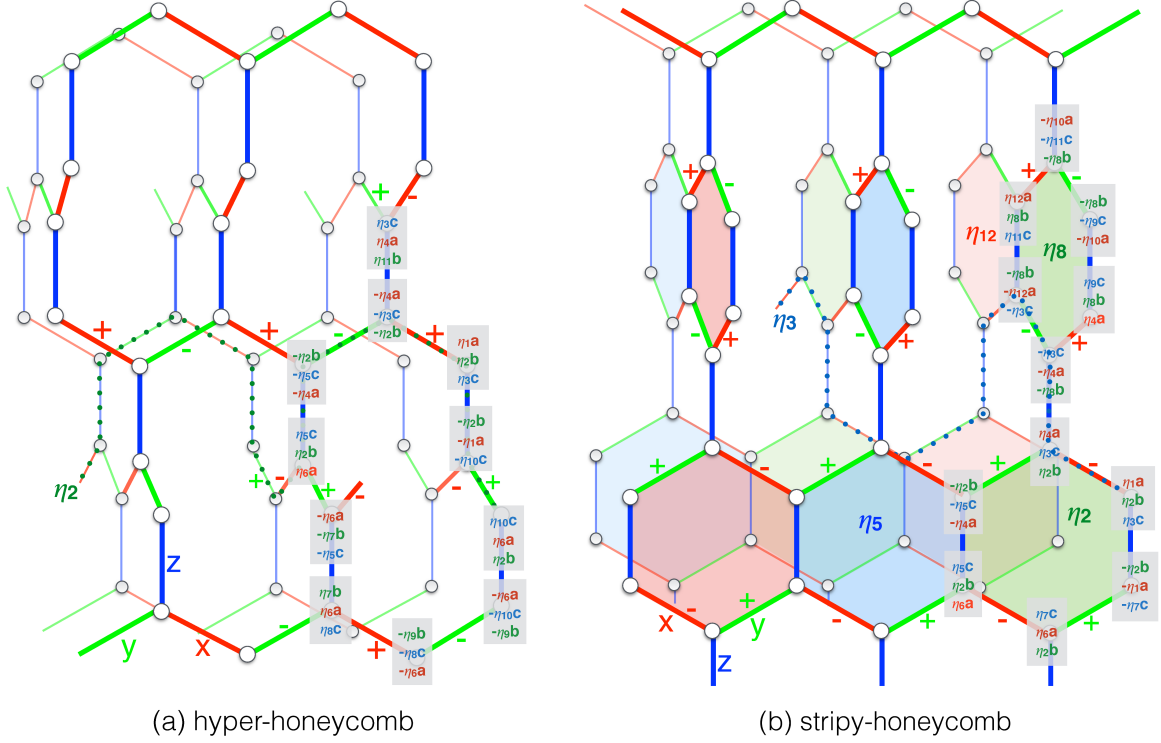 +
-
η3c
η4a
η11b
-η4a
-η3c
-η2b
+
-
+
-
+
η1a
η2b
η3c
-η2b
-η5c
-η4a
-η2b
-η1a
-η10c
η5c
η2b
η6a
η2
+
-
+
-
-
+
-η6a
-η7b
-η5c
η10c
η6a
η2b
z
η7b
η6a
η8c
-η6a
-η10c
-η9b
y
x
-
+
-
-η9b
-η8c
-η6a
(a) hyper-honeycomb
-η10a
-η11c
-η8b
+
-
+
-
+
-
η12a
η8b
η11c
-η8b
-η9c
-η10a
η12
η8
-η8b
-η12a
-η3c
η9c
η8b
η4a
η3
-
+
-
+
+
-η3c
-η4a
-η8b
η4a
η3c
η2b
+
-
+
-
+
-
-η2b
-η5c
-η4a
η1a
η2b
η3c
η5
η2
η5c
η2b
η6a
-η2b
-η1a
-η7c
-
+
-
+
+
η7c
η6a
η2b
x
y
z
(b) stripy-honeycomb